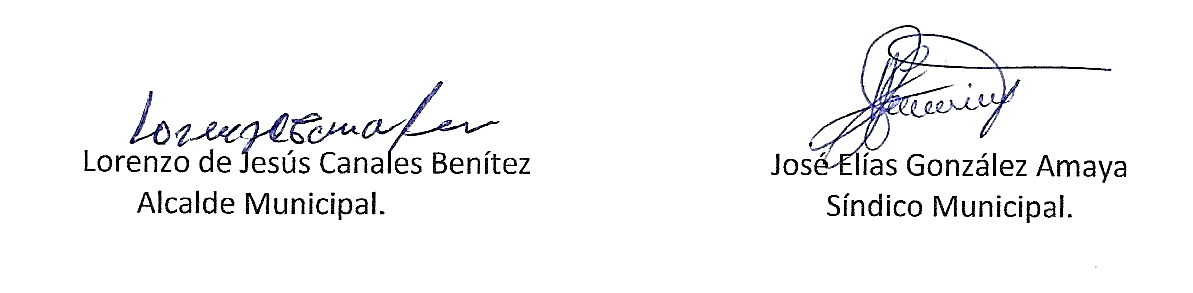 Lorenzo de Jesús Canales Benítez
Alcalde Municipal.
José Elías González Amaya
Síndico Municipal.